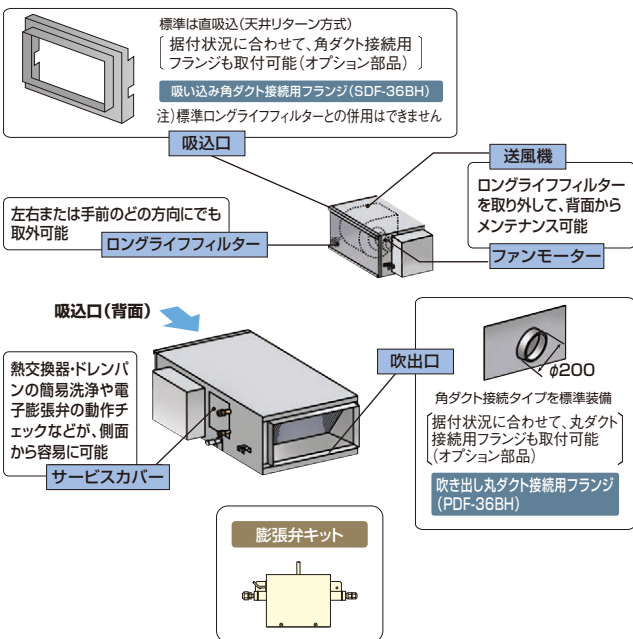 標準は直吸込(天井リターン方式)
据付状況に合わせて、角ダクト接続用
フランジも取付可能(オプション部品)
吸い込み角ダクト接続用フランジ(SDF-36BH)
注)標準ロングライフフィルターとの併用はできません
吸込口
送風機
ロングライフフィルター
を取り外して、背面から
メンテナンス可能
ファンモーター
左右または手前のどの方向にでも
取外可能
ロングライフフィルター
吸込口(背面)
熱交換器・ドレンパ
ンの簡易洗浄や電
子膨張弁の動作チ
ェックなどが、側面
から容易に可能
サービスカバー
吹出口
φ200
角ダクト接続タイプを標準装備
据付状況に合わせて、丸ダクト
接続用フランジも取付可能
(オプション部品)
吹き出し丸ダクト接続用フランジ
(PDF-36BH)
膨張弁キット